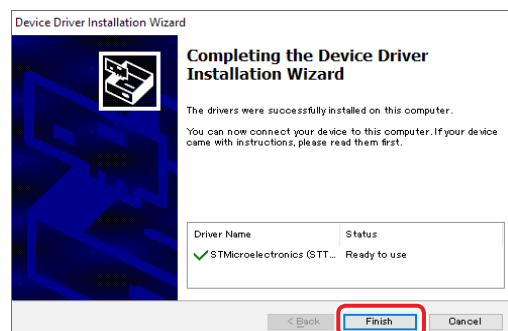 Device Driver Installation Wizard
Completing the Device Driver
Installation Wizard
The drivers were successfully installed on this computer.
You can now connect your device to this computer. If your device
came with instructions, please read them first.
Driver Name Status
STMicroelectronics (STT... Ready to use
< Back Finish Cancel